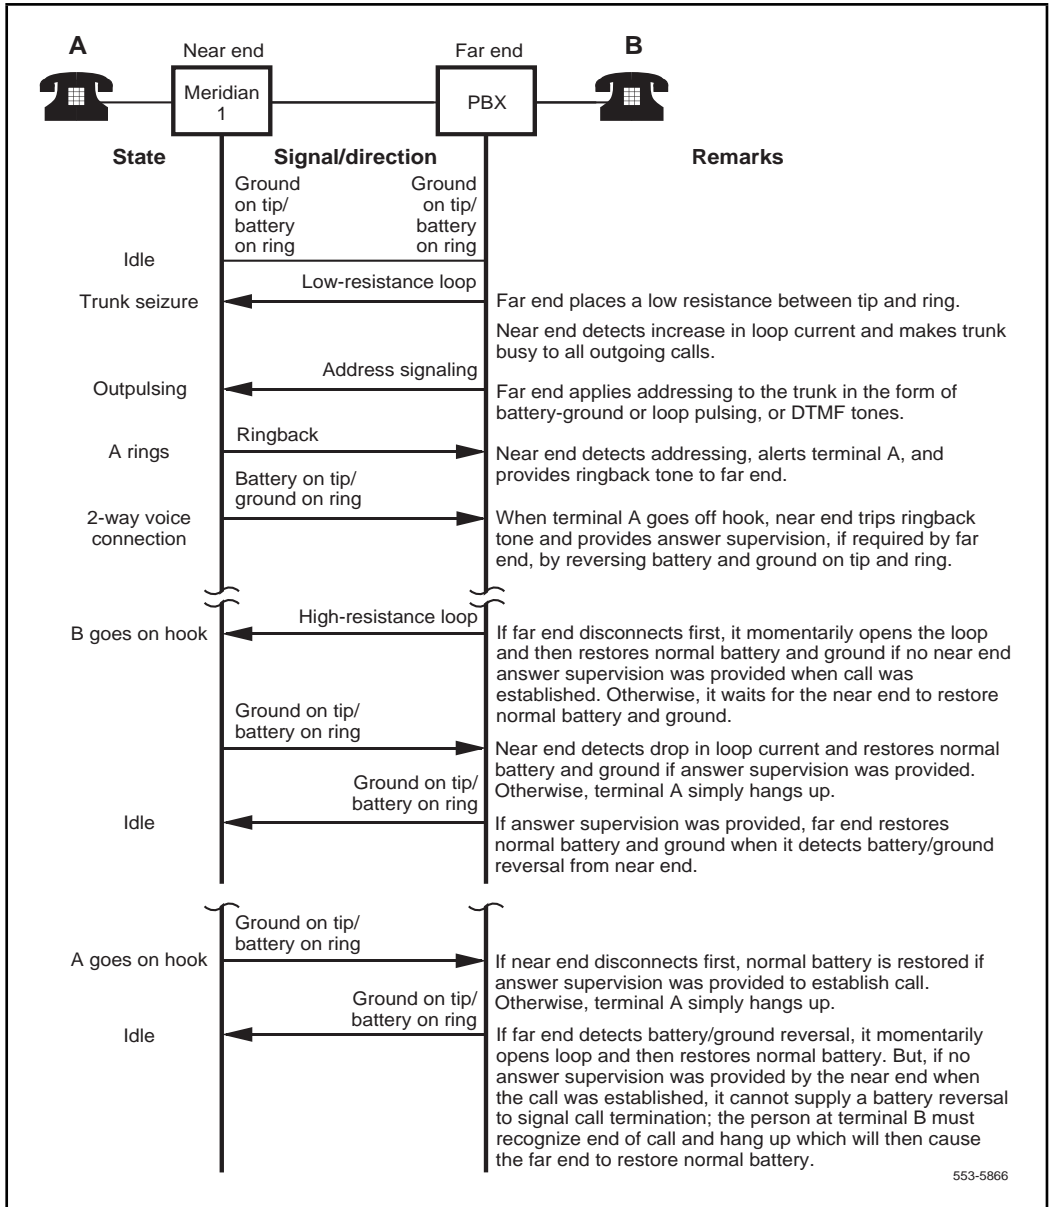 A
Near end
Far end
B
Meridian
1
PBX
State
Signal/direction
Remarks
Ground
on tip/
battery
on ring
Ground
on tip/
battery
on ring
Idle
Low-resistance loop
Trunk seizure
Far end places a low resistance between tip and ring.
Near end detects increase in loop current and makes trunk
busy to all outgoing calls.
Address signaling
Outpulsing
Far end applies addressing to the trunk in the form of
battery-ground or loop pulsing, or DTMF tones.
Ringback
A rings
Near end detects addressing, alerts terminal A, and
provides ringback tone to far end.
Battery on tip/
ground on ring
2-way voice
connection
When terminal A goes off hook, near end trips ringback
tone and provides answer supervision, if required by far
end, by reversing battery and ground on tip and ring.
High-resistance loop
B goes on hook
If far end disconnects first, it momentarily opens the loop
and then restores normal battery and ground if no near end
answer supervision was provided when call was
established. Otherwise, it waits for the near end to restore
normal battery and ground.
Ground on tip/
battery on ring
Near end detects drop in loop current and restores normal
battery and ground if answer supervision was provided.
Otherwise, terminal A simply hangs up.
Ground on tip/
battery on ring
Idle
If answer supervision was provided, far end restores
normal battery and ground when it detects battery/ground
reversal from near end.
Ground on tip/
battery on ring
A goes on hook
If near end disconnects first, normal battery is restored if
answer supervision was provided to establish call.
Otherwise, terminal A simply hangs up.
Ground on tip/
battery on ring
Idle
If far end detects battery/ground reversal, it momentarily
opens loop and then restores normal battery. But, if no
answer supervision was provided by the near end when
the call was established, it cannot supply a battery reversal
to signal call termination; the person at terminal B must
recognize end of call and hang up which will then cause
the far end to restore normal battery.
553-5866